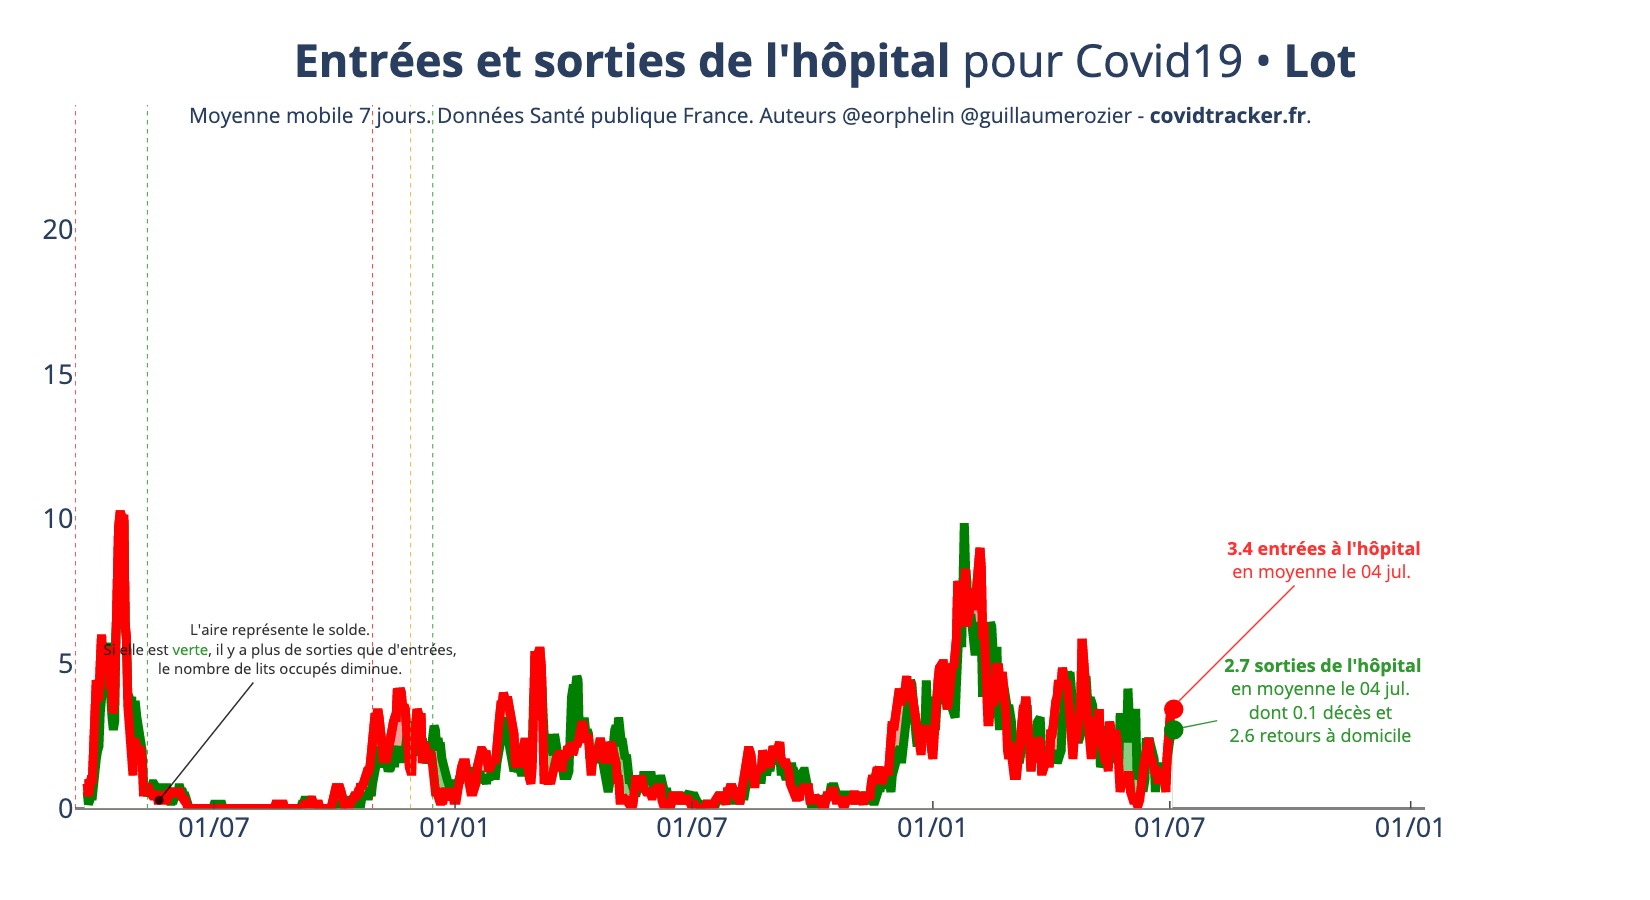 Entrées et sorties de l'hôpital pour Covid19 • Lot
Moyenne mobile 7 jours. Données Santé publique France. Auteurs @eorphelin @guillaumerozier - covidtracker.fr.
20
15
10
5
0
L'aire représente le solde.
Si elle est verte, il y a plus de sorties que d'entrées,
le nombre de lits occupés diminue.
3.4 entrées à l'hôpital
en moyenne le 04 jul.
2.7 sorties de l'hôpital
en moyenne le 04 jul.
dont 0.1 décès et
2.6 retours à domicile
01/07
01/01
01/07
01/01
01/07
01/01